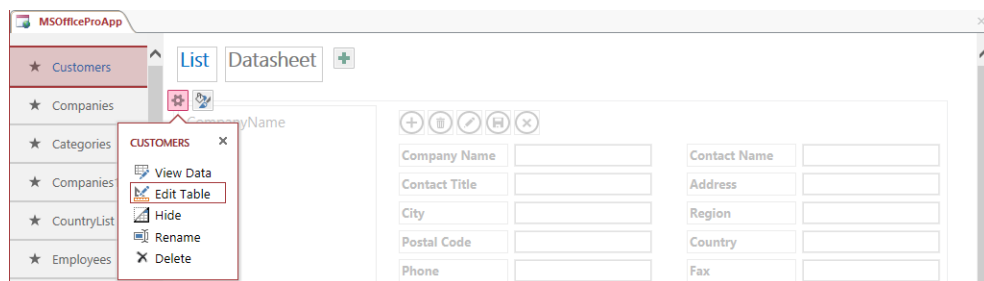 MSOfficeProApp
Customers
Companies
Categories
Companies
CountryList
Employees
List Datasheet
CompanyName
CUSTOMERS
View Data
Edit Table
Hide
Rename
Delete
Company Name Contact Name
Contact Title Address
City Region
Postal Code Country
Phone Fax